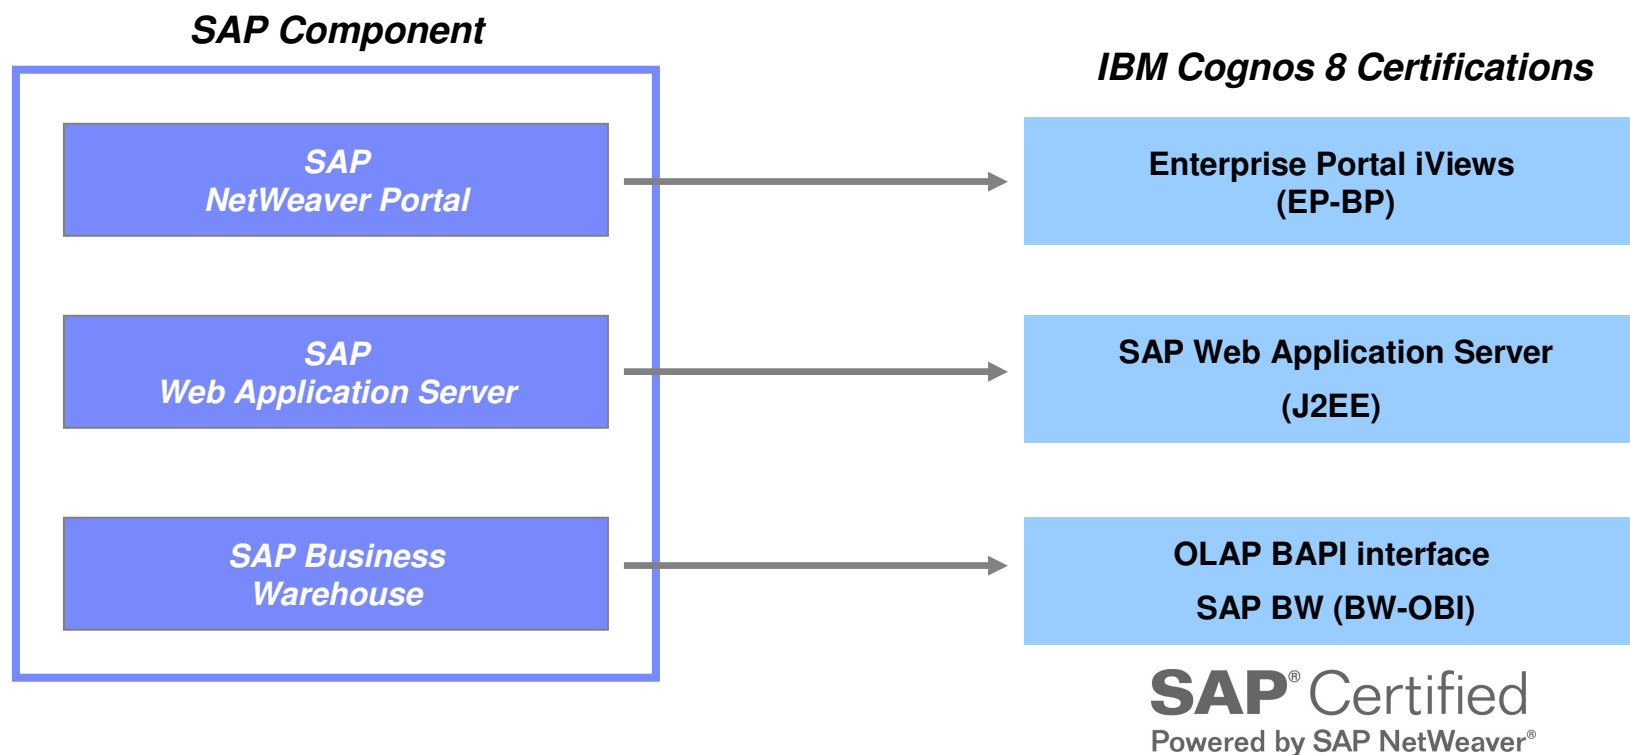 SAP Component
IBM Cognos 8 Certifications
SAP
NetWeaver Portal
Enterprise Portal iViews
(EP-BP)
SAP
Web Application Server
SAP Web Application Server
(J2EE)
SAP Business
Warehouse
OLAP BAPI interface
SAP BW (BW-OBI)
SAP® Certified
Powered by SAP NetWeaver®